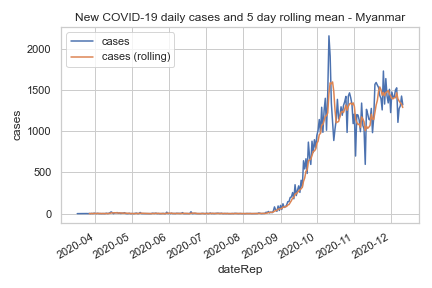 New COVID-19 daily cases and 5 day rolling mean - Myanmar
cases
cases (rolling)
2000
1500
1000
500
0
cases
2020-04
2020-05
2020-06
2020-07
2020-08
2020-09
2020-10
2020-11
2020-12
dateRep